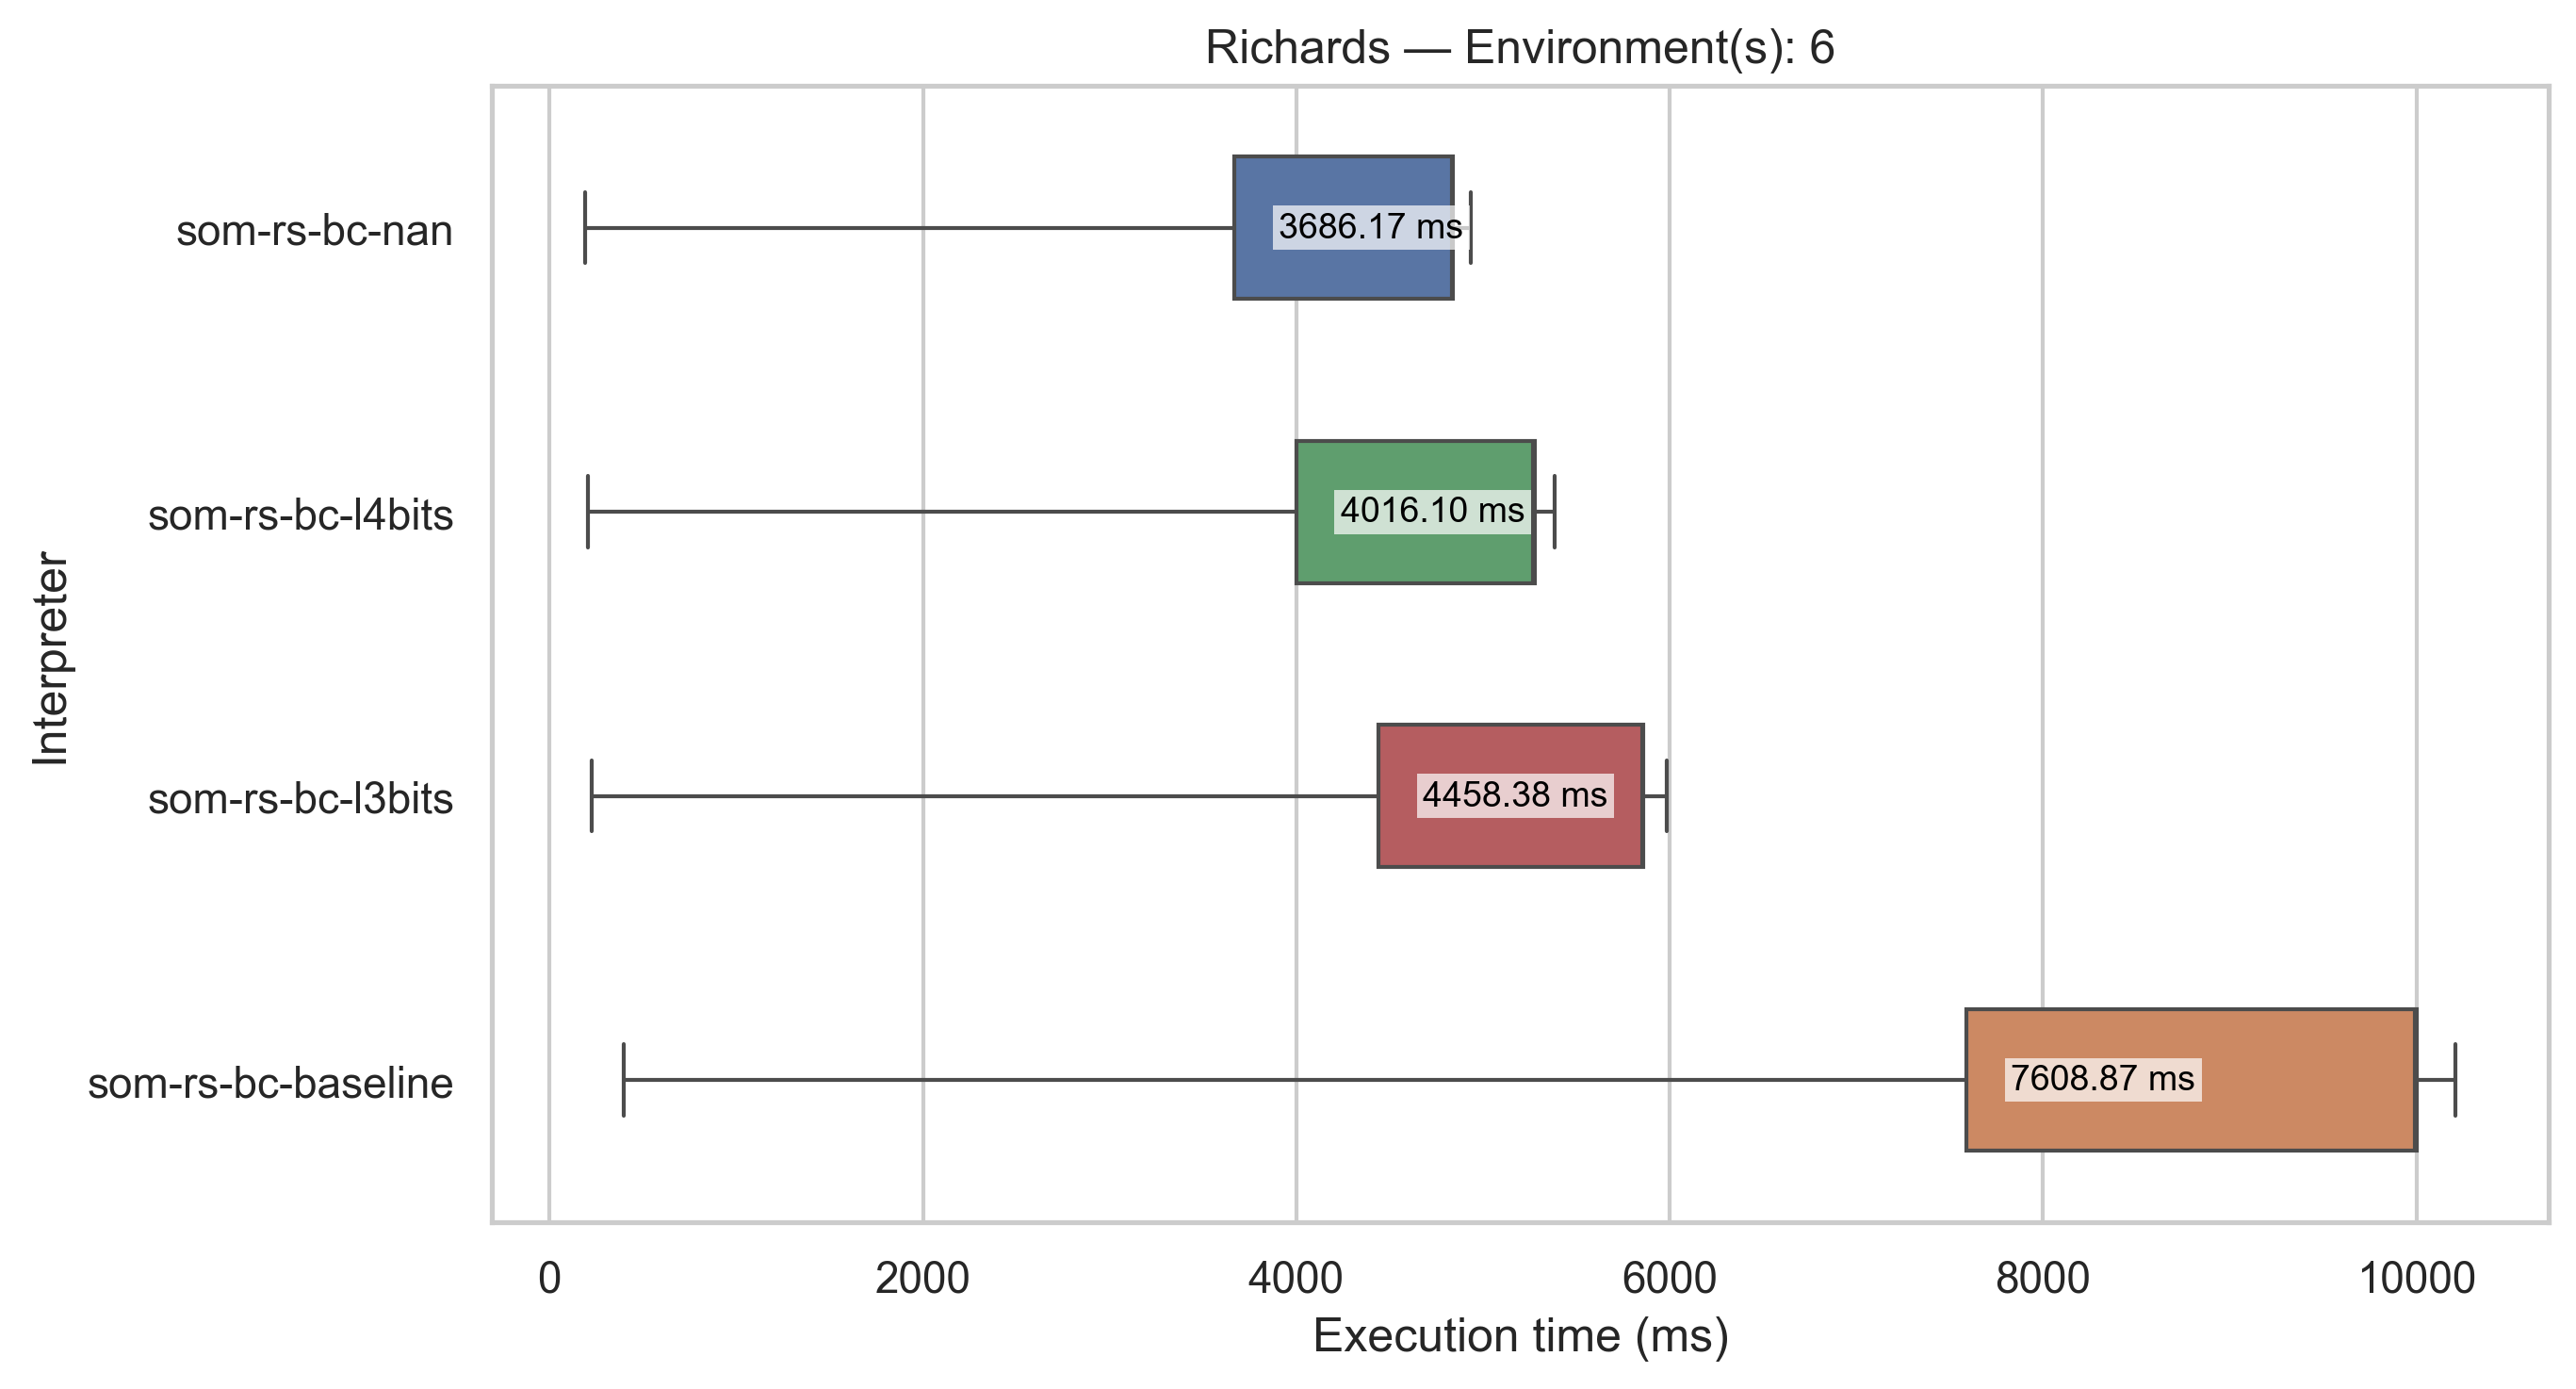 Richards — Environment(s): 6
Interpreter
som-rs-bc-nan
3686.17 ms
som-rs-bc-l4bits
4016.10 ms
som-rs-bc-l3bits
4458.38 ms
som-rs-bc-baseline
7608.87 ms
0 2000 4000 6000 8000 10000
Execution time (ms)